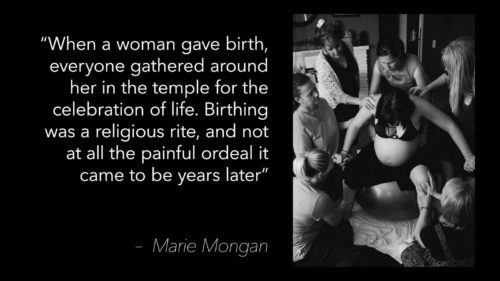 “When a woman gave birth,
everyone gathered around
her in the temple for the
celebration of life. Birthing
was a religious rite, and not
at all the painful ordeal it
came to be years later”
– Marie Mongan